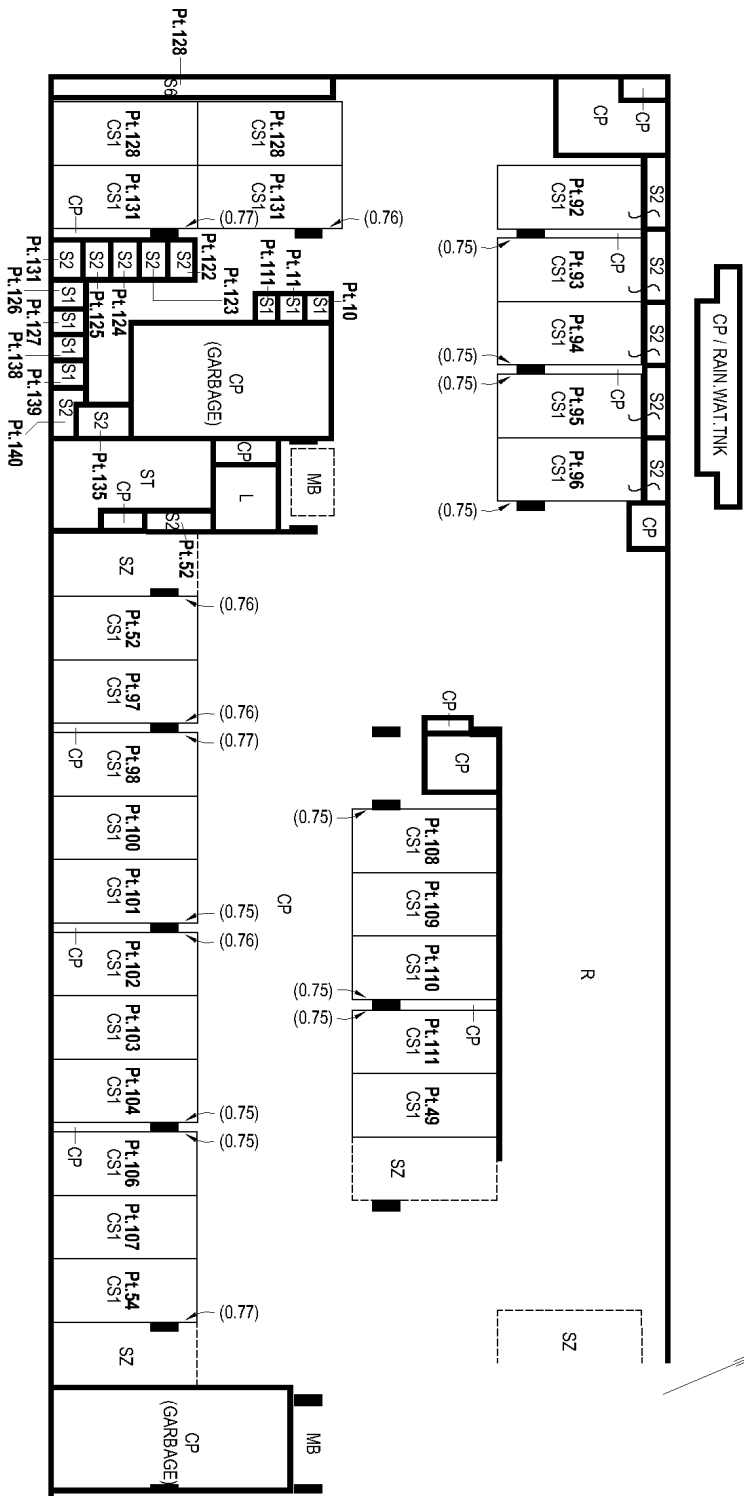 Pt.128
S6
Pt.128
CS1
Pt.128
CS1
Pt.131
CS1
Pt.131
CS1
CP
(0.77)
(0.76)
CP
CP
S2
S2
S2
S2
S2
Pt.92
CS1
CP
(0.75)
Pt.93
CS1
Pt.94
CS1
(0.75)
CP
(0.75)
Pt.95
CS1
Pt.96
CS1
(0.75)
CP
CP / RAIN.WAT.TNK
Pt.131
S2
S2
S2
S2
S2
Pt.122
Pt.123
Pt.124
Pt.125
Pt.126
S1
S1
S1
S1
Pt.127
Pt.138
Pt.139
S2
Pt.140
S2
Pt.135
Pt.111
Pt.11
Pt.10
S1
S1
S1
CP
(GARBAGE)
ST
CP
L
MB
CP
S2
Pt.52
SZ
(0.76)
Pt.52
CS1
Pt.97
CS1
(0.76)
CP
(0.77)
Pt.98
CS1
Pt.100
CS1
Pt.101
CS1
(0.75)
CP
(0.76)
Pt.102
CS1
Pt.103
CS1
Pt.104
CS1
(0.75)
CP
(0.75)
Pt.106
CS1
Pt.107
CS1
Pt.54
CS1
(0.77)
SZ
CP
(GARBAGE)
MB
CP
CP
CP
(0.75)
Pt.108
CS1
Pt.109
CS1
Pt.110
CS1
(0.75)
CP
(0.75)
Pt.111
CS1
Pt.49
CS1
SZ
R
SZ